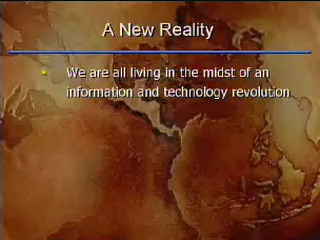 A New Reality
We are all living in the midst of an
information and technology revolution